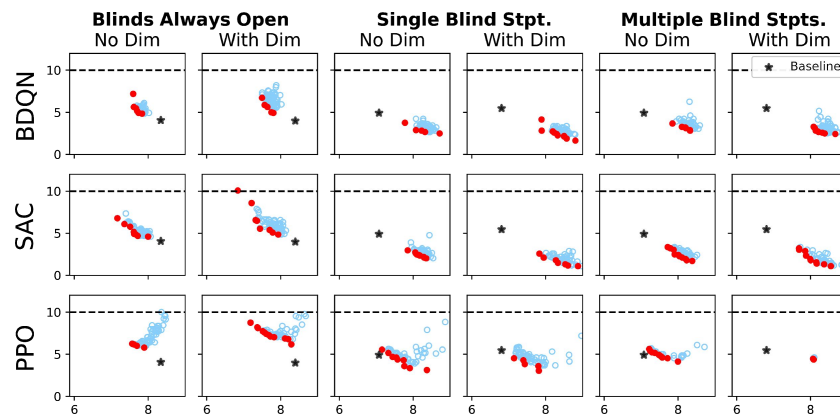 Blinds Always Open Single Blind Stpt. Multiple Blind Stpts.
No Dim With Dim No Dim With Dim No Dim With Dim
BDQN
10
5
0
Baseline
SAC
10
5
0
PPO
10
5
0
6 8 6 8 6 8 6 8 6 8 6 8